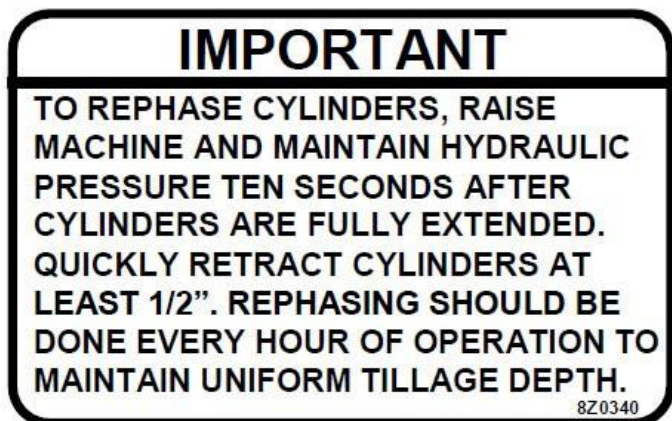 IMPORTANT
TO REPHASE CYLINDERS, RAISE
MACHINE AND MAINTAIN HYDRAULIC
PRESSURE TEN SECONDS AFTER
CYLINDERS ARE FULLY EXTENDED.
QUICKLY RETRACT CYLINDERS AT
LEAST 1/2”. REPHASING SHOULD BE
DONE EVERY HOUR OF OPERATION TO
MAINTAIN UNIFORM TILLAGE DEPTH.
8Z0340